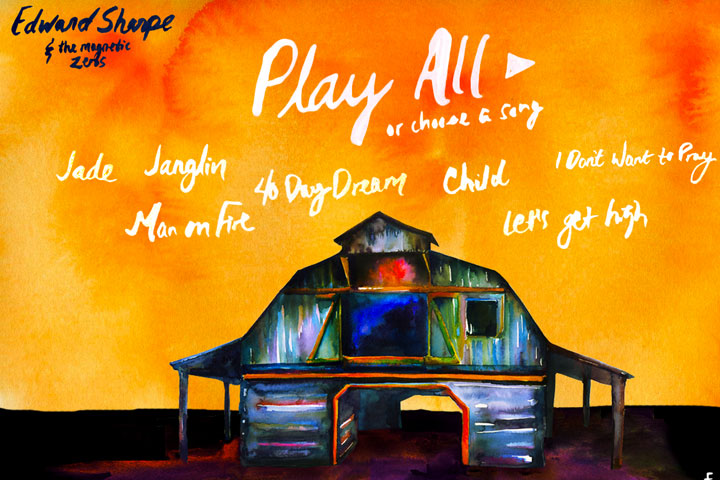 Edward Sharpe
& the magnetic
zeros
Play All
or choose a song
Jade
Janglin
40 Day Dream
Child
I Don't Want to Pray
Man on Fire
Let's get high